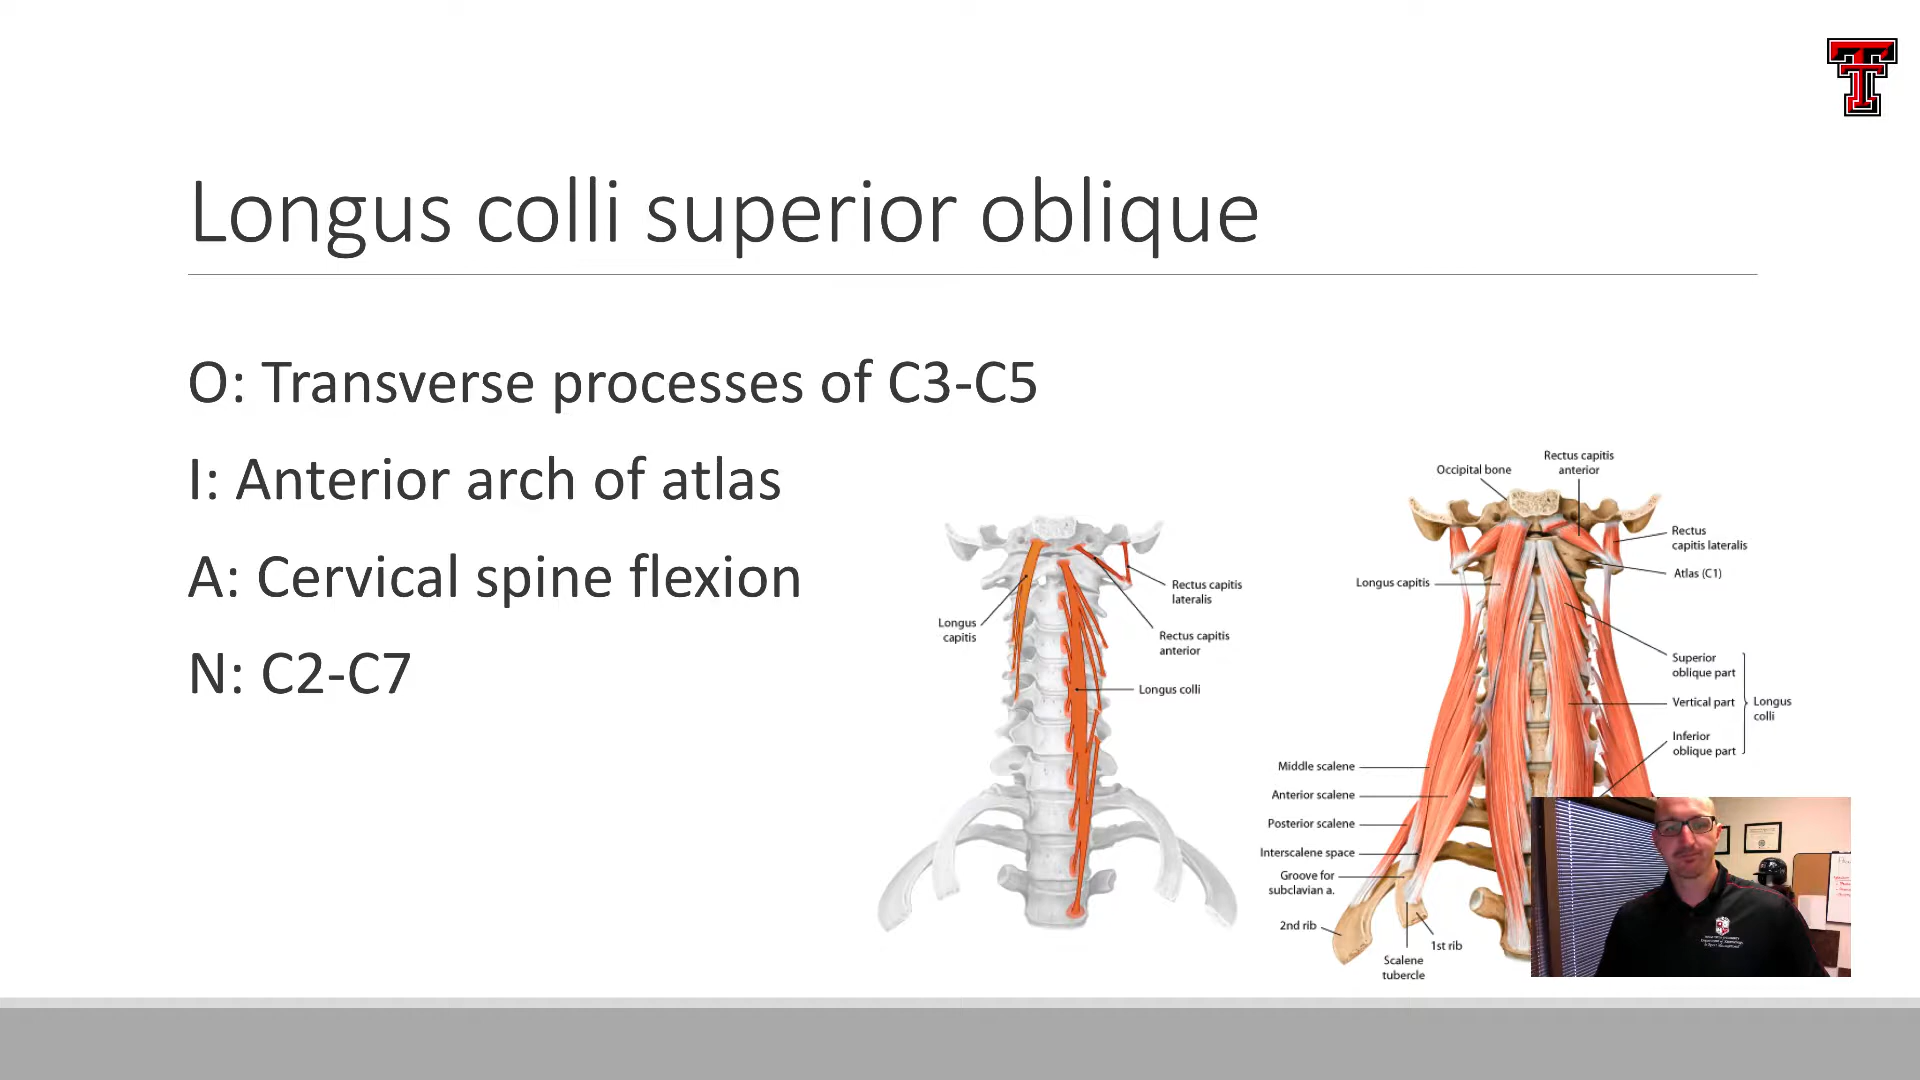 Longus colli superior oblique
O: Transverse processes of C3-C5
I: Anterior arch of atlas
A: Cervical spine flexion
N: C2-C7
Longus
capitis
Rectus capitis
lateralis
Rectus capitis
anterior
Longus colli
Occipital bone
Rectus capitis
anterior
Rectus
capitis lateralis
Atlas (C1)
Longus capitis
Superior
oblique part
Vertical part
Inferior
oblique part
Longus
colli
Middle scalene
Anterior scalene
Posterior scalene
Interscalene space
Groove for
subclavian a.
2nd rib
1st rib
Scalene
tubercle